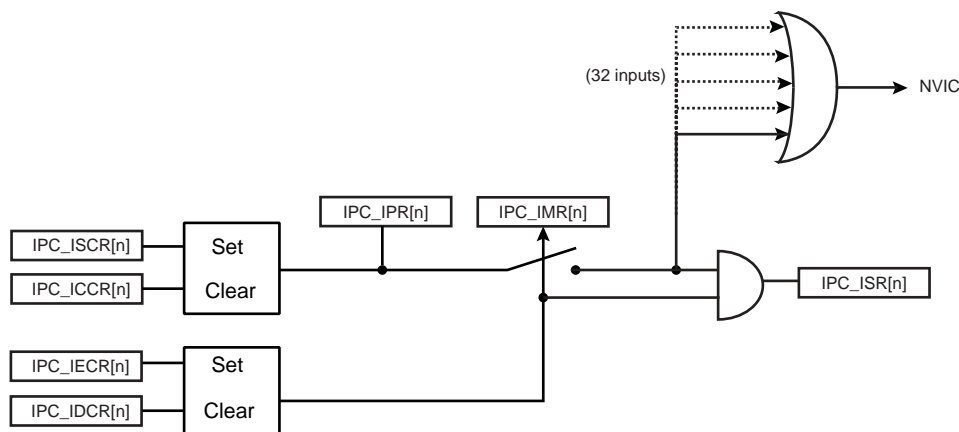 (32 inputs)
NVIC
IPC_IPR[n]
IPC_IMR[n]
IPC_ISCR[n]
Set
IPC_ICCR[n]
Clear
IPC_ISR[n]
IPC_IECR[n]
Set
IPC_IDCR[n]
Clear